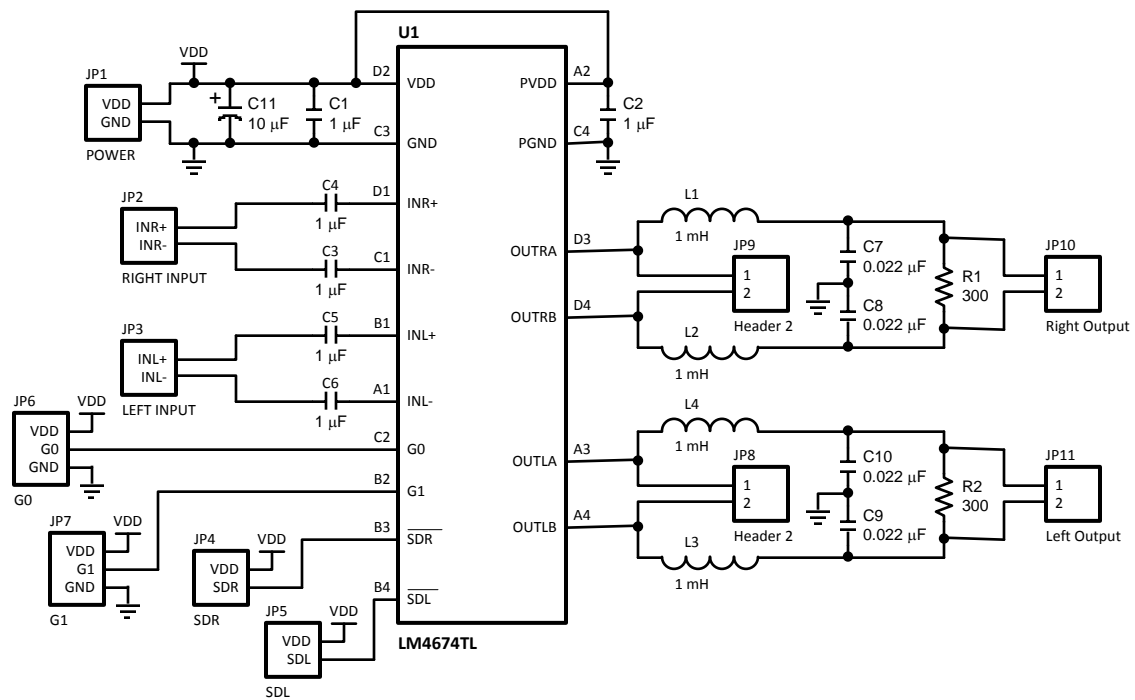 U1
VDD
JP1
VDD
GND
POWER
+
C11
10 μF
C1
1 μF
D2
VDD
C3
GND
A2
PVDD
C2
1 μF
C4
PGND
JP2
INR+
INR-
RIGHT INPUT
C4
1 μF
D1
INR+
C3
1 μF
C1
INR-
JP3
INL+
INL-
LEFT INPUT
C5
1 μF
B1
INL+
C6
1 μF
A1
INL-
JP6
VDD
VDD
G0
GND
G0
C2
G0
JP7
VDD
VDD
G1
GND
G1
B2
G1
JP4
VDD
VDD
SDR
SDR
B3
SDR
JP5
VDD
VDD
SDL
SDL
B4
SDL
LM4674TL
L1
1 mH
D3
OUTRA
JP9
1
2
Header 2
D4
OUTRB
L2
1 mH
C7
0.022 μF
C8
0.022 μF
R1
300
JP10
1
2
Right Output
L4
1 mH
A3
OUTLA
JP8
1
2
Header 2
A4
OUTLB
L3
1 mH
C10
0.022 μF
C9
0.022 μF
R2
300
JP11
1
2
Left Output